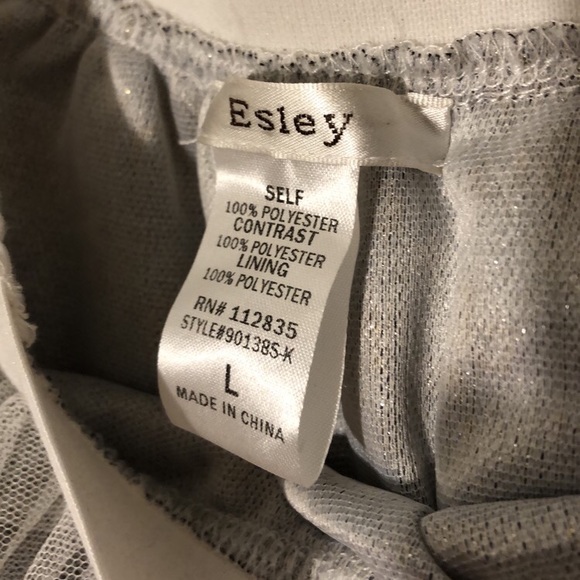 Esley
SELF
100% POLYESTER
CONTRAST
100% POLYESTER
LINING
100% POLYESTER
RN# 112835
STYLE#90138S-K
L
MADE IN CHINA